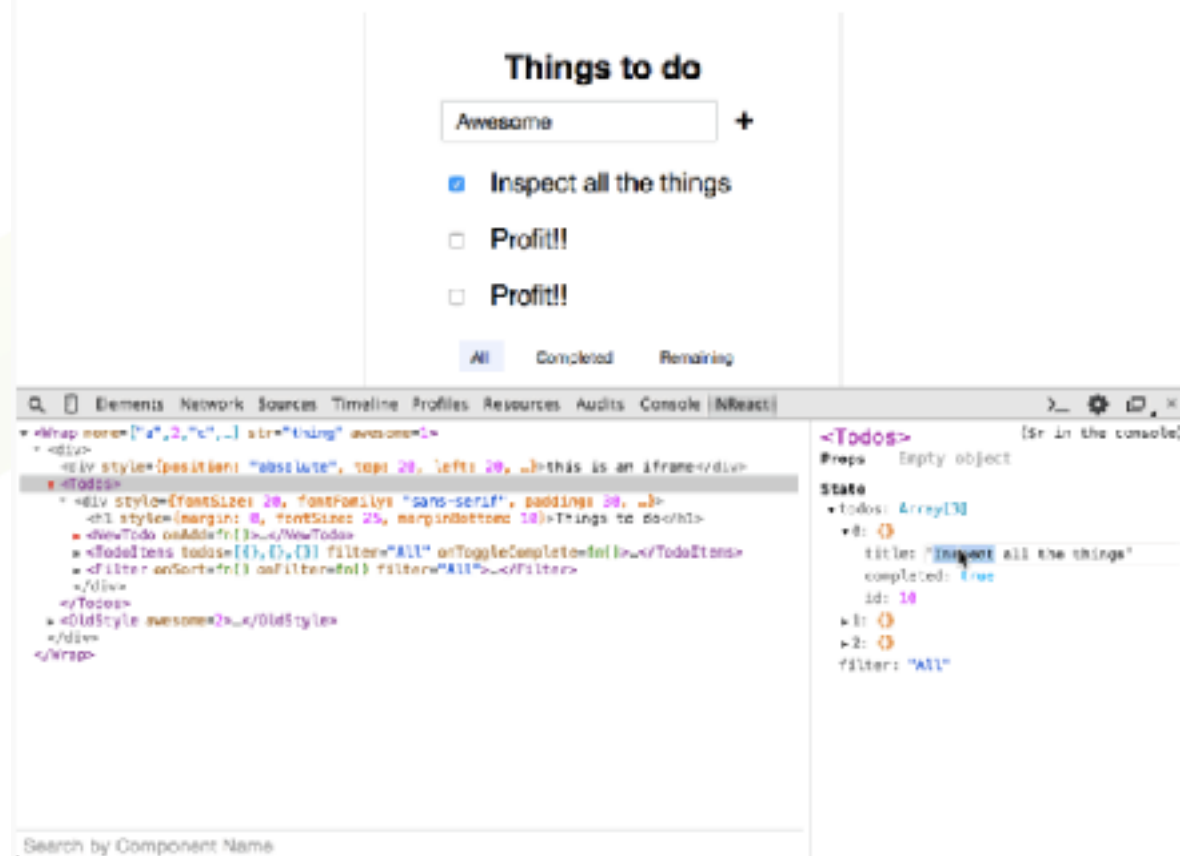 Things to do
Awesome +
Inspect all the things
Profit!!
Profit!!
All Completed Remaining
Elements Network Sources Timeline Profiles Resources Audits Console NReact
<Wrap more=["a",2,"c",…] str="thing" awesome=1>
<div>
<div style={position: "absolute", top: 20, left: 20, …}>this is an iframe</div>
<Todos>
<div style={fontSize: 20, fontFamily: "sans-serif", padding: 30, …}>
<h1 style={margin: 0, fontSize: 25, marginBottom: 10}>Things to do</h1>
<NewTodo onAdd=fn()>…</NewTodo>
<TodoItems todos=[{},{},{}] filter="All" onToggleComplete=fn()>…</TodoItems>
<Filter onSort=fn() onFilter=fn() filter="All">…</Filter>
</div>
</Todos>
<OldStyle awesome=2>…</OldStyle>
</div>
</Wrap>
Search by Component Name
<Todos> ($r in the console)
Props Empty object
State
todos: Array[3]
0: {}
title: "Inspect all the things"
completed: true
id: 10
1: {}
2: {}
filter: "All"